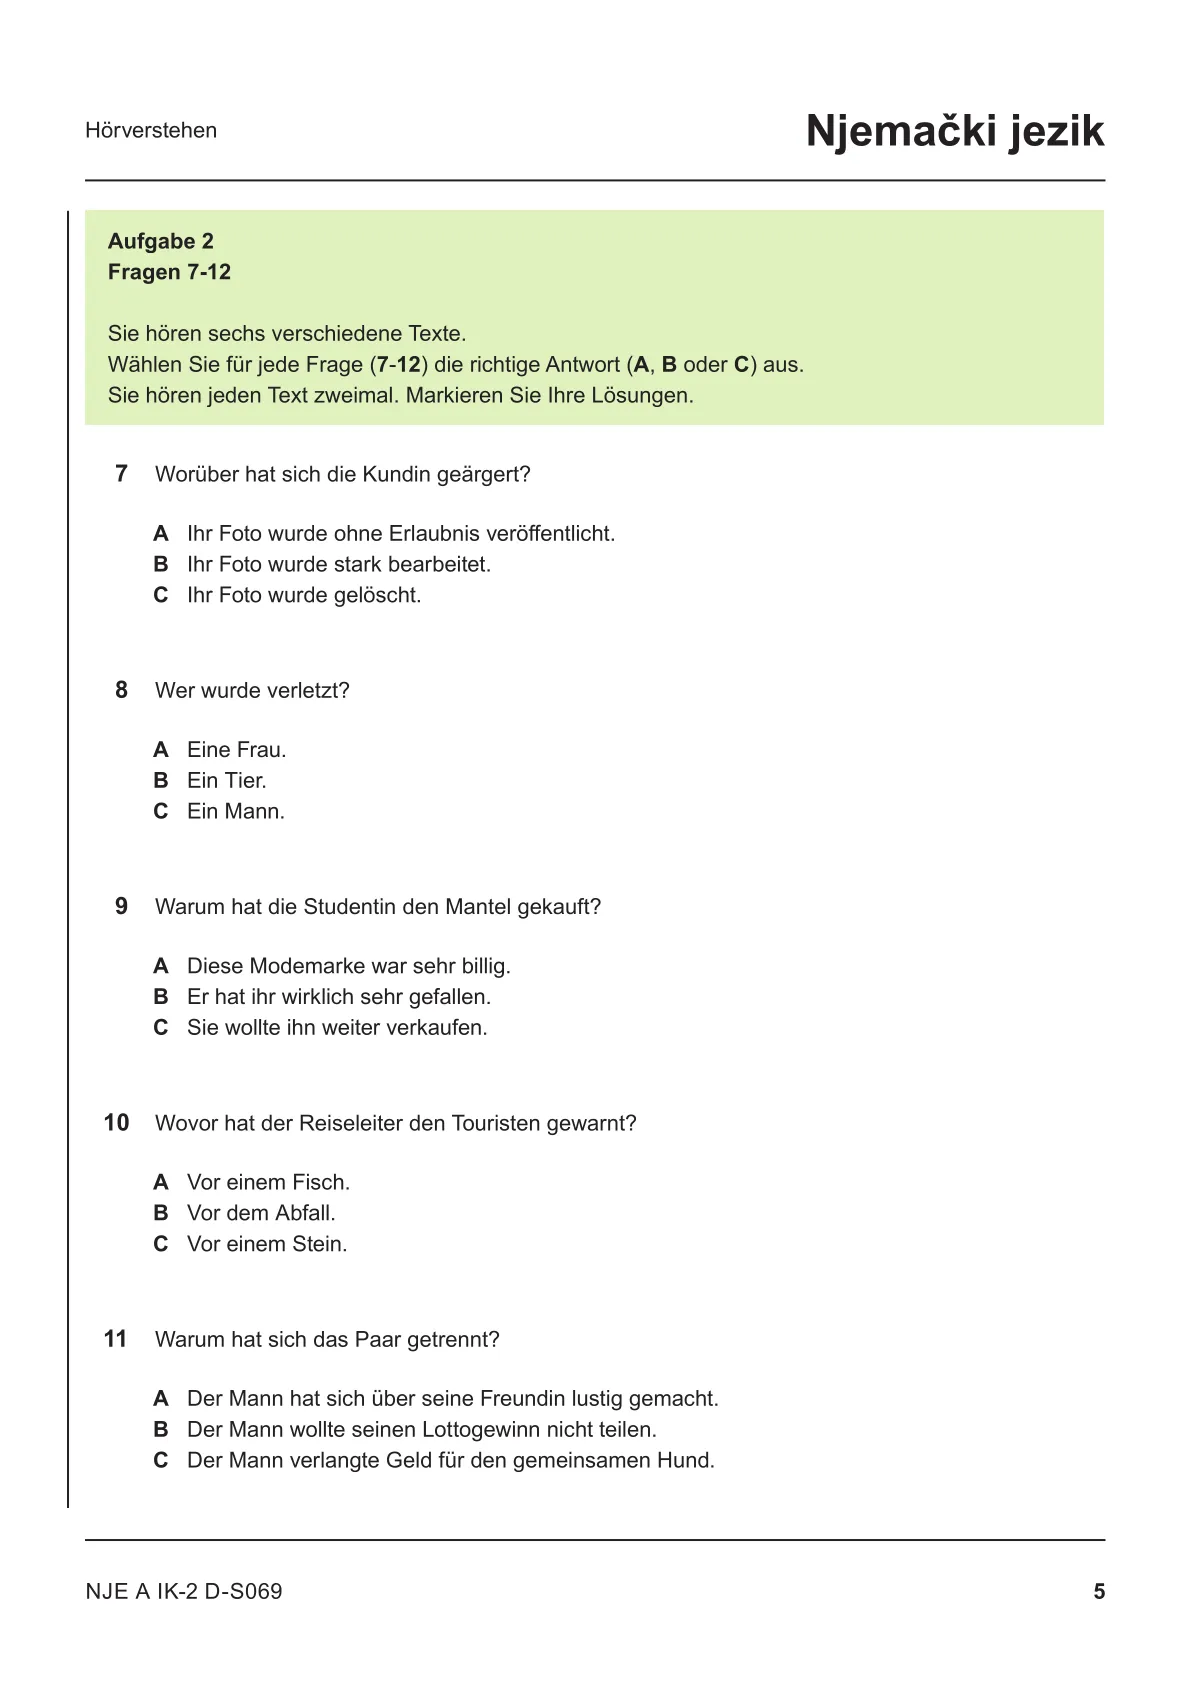 Hörverstehen
Njemački jezik
Aufgabe 2
Fragen 7-12
Sie hören sechs verschiedene Texte.
Wählen Sie für jede Frage (7-12) die richtige Antwort (A, B oder C) aus.
Sie hören jeden Text zweimal. Markieren Sie Ihre Lösungen.
7 Worüber hat sich die Kundin geärgert?
A Ihr Foto wurde ohne Erlaubnis veröffentlicht.
B Ihr Foto wurde stark bearbeitet.
C Ihr Foto wurde gelöscht.
8 Wer wurde verletzt?
A Eine Frau.
B Ein Tier.
C Ein Mann.
9 Warum hat die Studentin den Mantel gekauft?
A Diese Modemarke war sehr billig.
B Er hat ihr wirklich sehr gefallen.
C Sie wollte ihn weiter verkaufen.
10 Wovor hat der Reiseleiter den Touristen gewarnt?
A Vor einem Fisch.
B Vor dem Abfall.
C Vor einem Stein.
11 Warum hat sich das Paar getrennt?
A Der Mann hat sich über seine Freundin lustig gemacht.
B Der Mann wollte seinen Lottogewinn nicht teilen.
C Der Mann verlangte Geld für den gemeinsamen Hund.
NJE A IK-2 D-S069
5